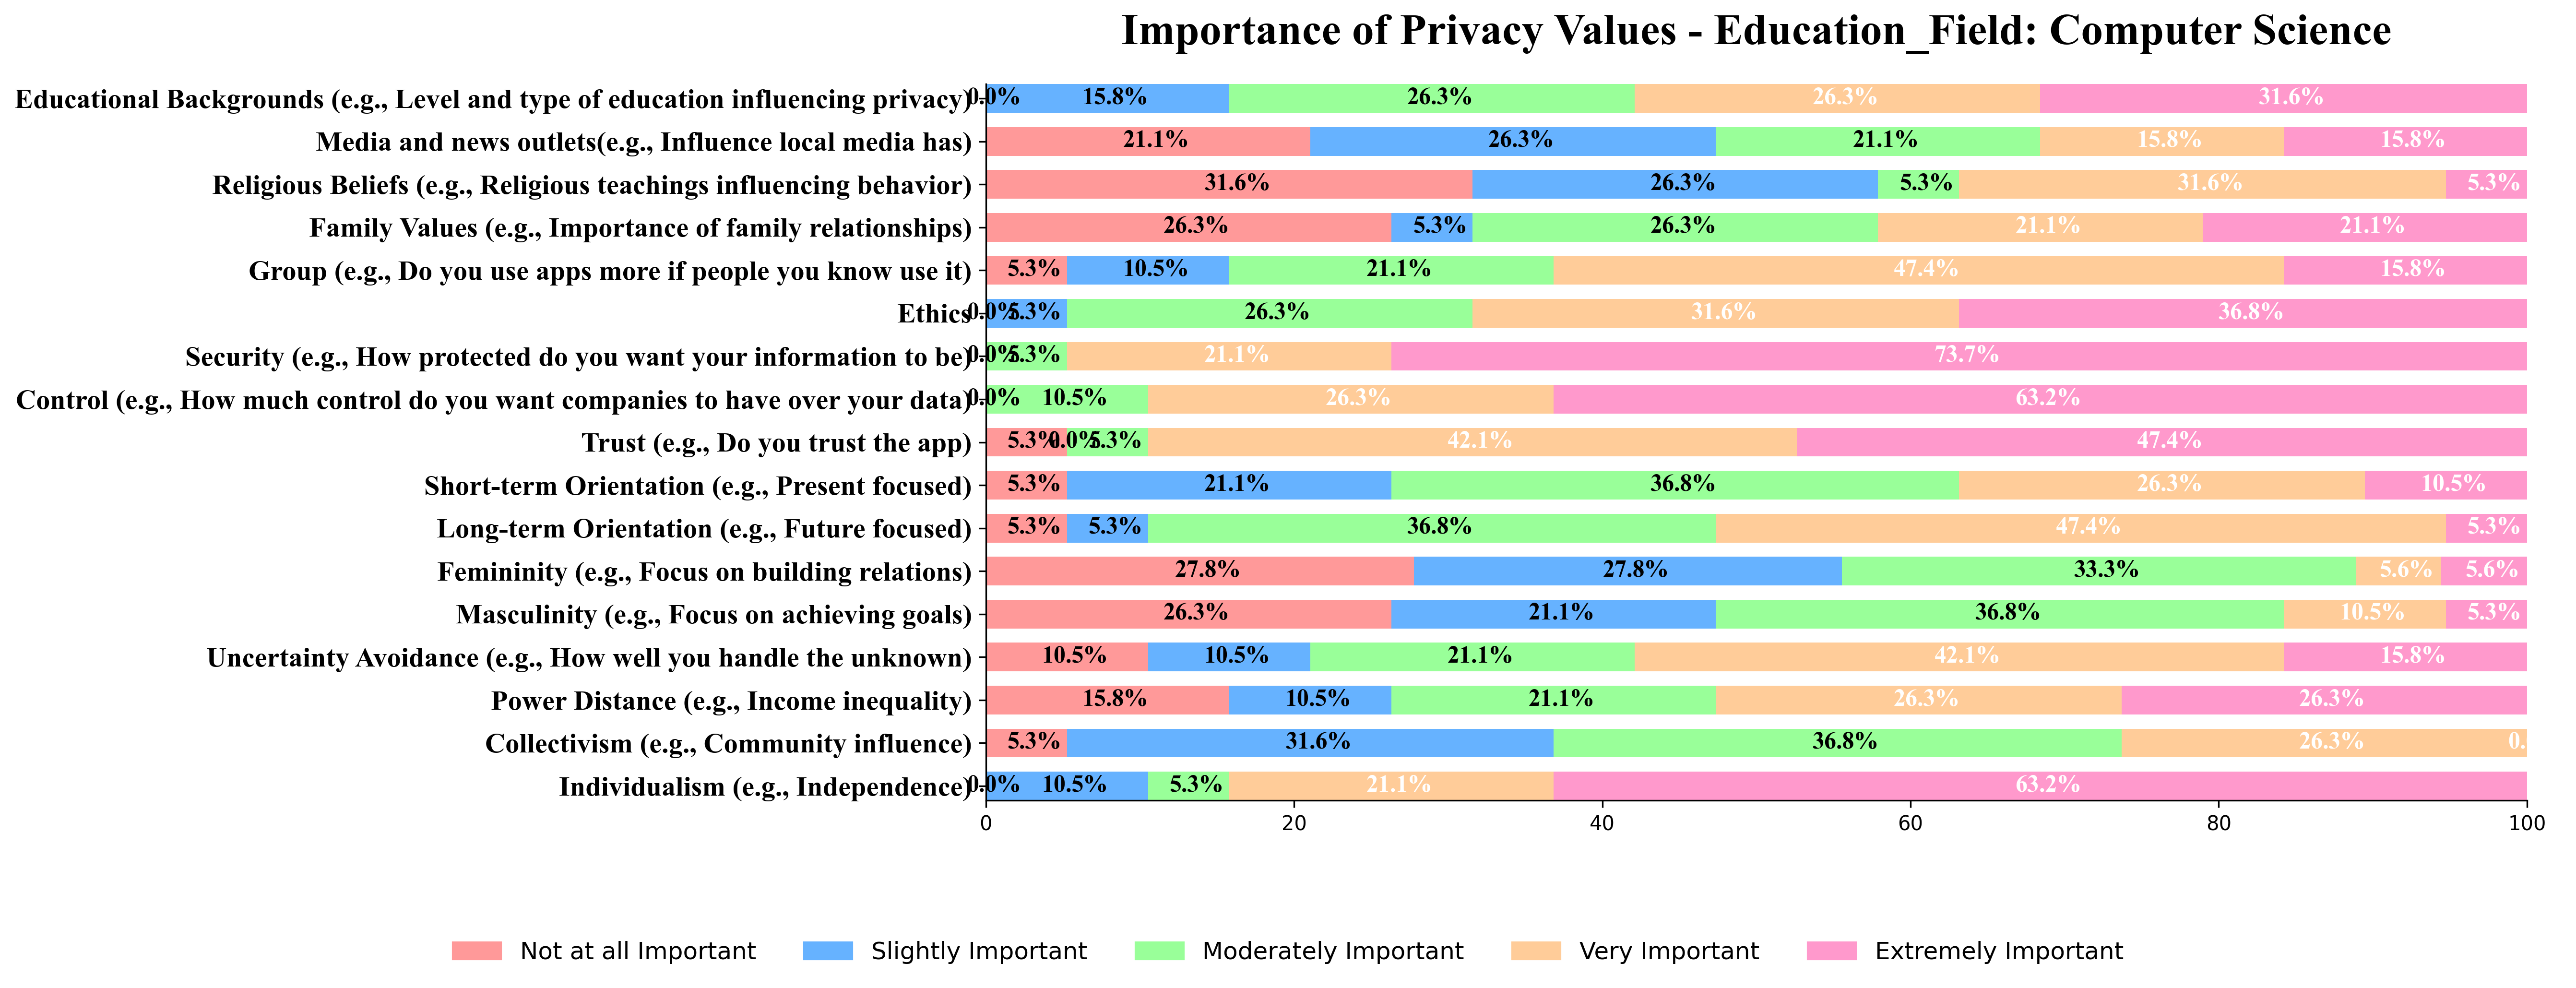 Importance of Privacy Values - Education_Field: Computer Science
Educational Backgrounds (e.g., Level and type of education influencing privacy) 0.0% 15.8% 26.3% 26.3% 31.6%
Media and news outlets(e.g., Influence local media has) 21.1% 26.3% 21.1% 15.8% 15.8%
Religious Beliefs (e.g., Religious teachings influencing behavior) 31.6% 26.3% 5.3% 31.6% 5.3%
Family Values (e.g., Importance of family relationships) 26.3% 5.3% 26.3% 21.1% 21.1%
Group (e.g., Do you use apps more if people you know use it) 5.3% 10.5% 21.1% 47.4% 15.8%
Ethics 0.0% 5.3% 26.3% 31.6% 36.8%
Security (e.g., How protected do you want your information to be) 0.0% 5.3% 21.1% 73.7%
Control (e.g., How much control do you want companies to have over your data) 0.0% 10.5% 26.3% 63.2%
Trust (e.g., Do you trust the app) 5.3% 0.0% 5.3% 42.1% 47.4%
Short-term Orientation (e.g., Present focused) 5.3% 21.1% 36.8% 26.3% 10.5%
Long-term Orientation (e.g., Future focused) 5.3% 5.3% 36.8% 47.4% 5.3%
Femininity (e.g., Focus on building relations) 27.8% 27.8% 33.3% 5.6% 5.6%
Masculinity (e.g., Focus on achieving goals) 26.3% 21.1% 36.8% 10.5% 5.3%
Uncertainty Avoidance (e.g., How well you handle the unknown) 10.5% 10.5% 21.1% 42.1% 15.8%
Power Distance (e.g., Income inequality) 15.8% 10.5% 21.1% 26.3% 26.3%
Collectivism (e.g., Community influence) 5.3% 31.6% 36.8% 26.3% 0.
Individualism (e.g., Independence) 0.0% 10.5% 5.3% 21.1% 63.2%
0 20 40 60 80 100
Not at all Important Slightly Important Moderately Important Very Important Extremely Important